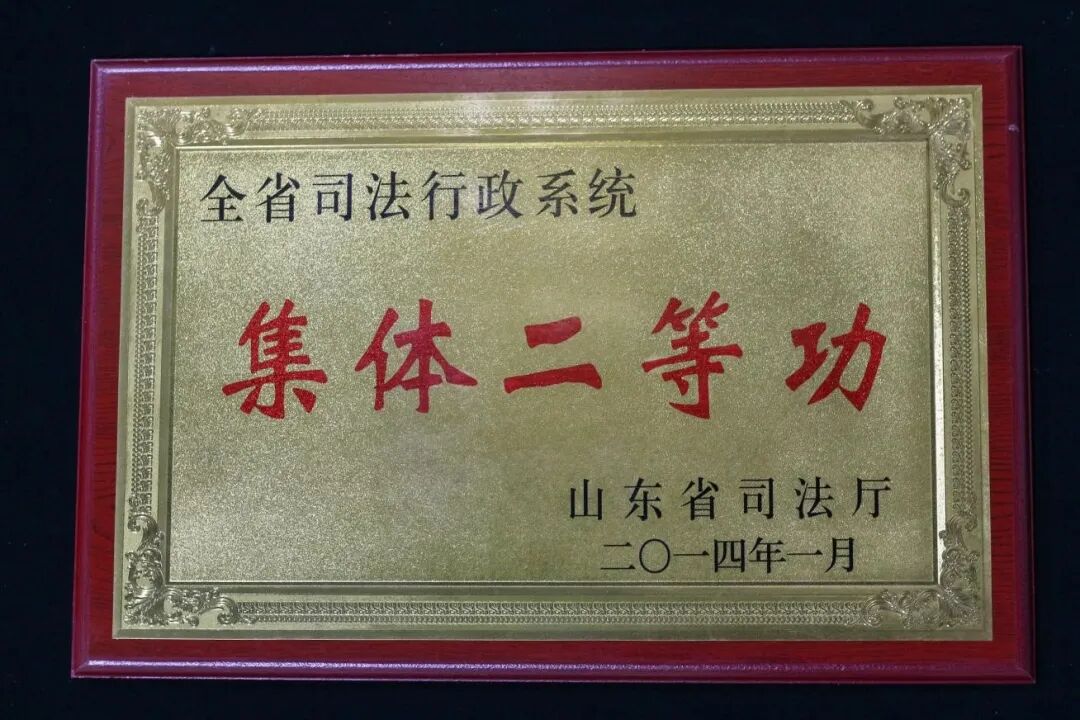 全省司法行政系统
集体二等功
山东省司法厅
二〇一四年一月